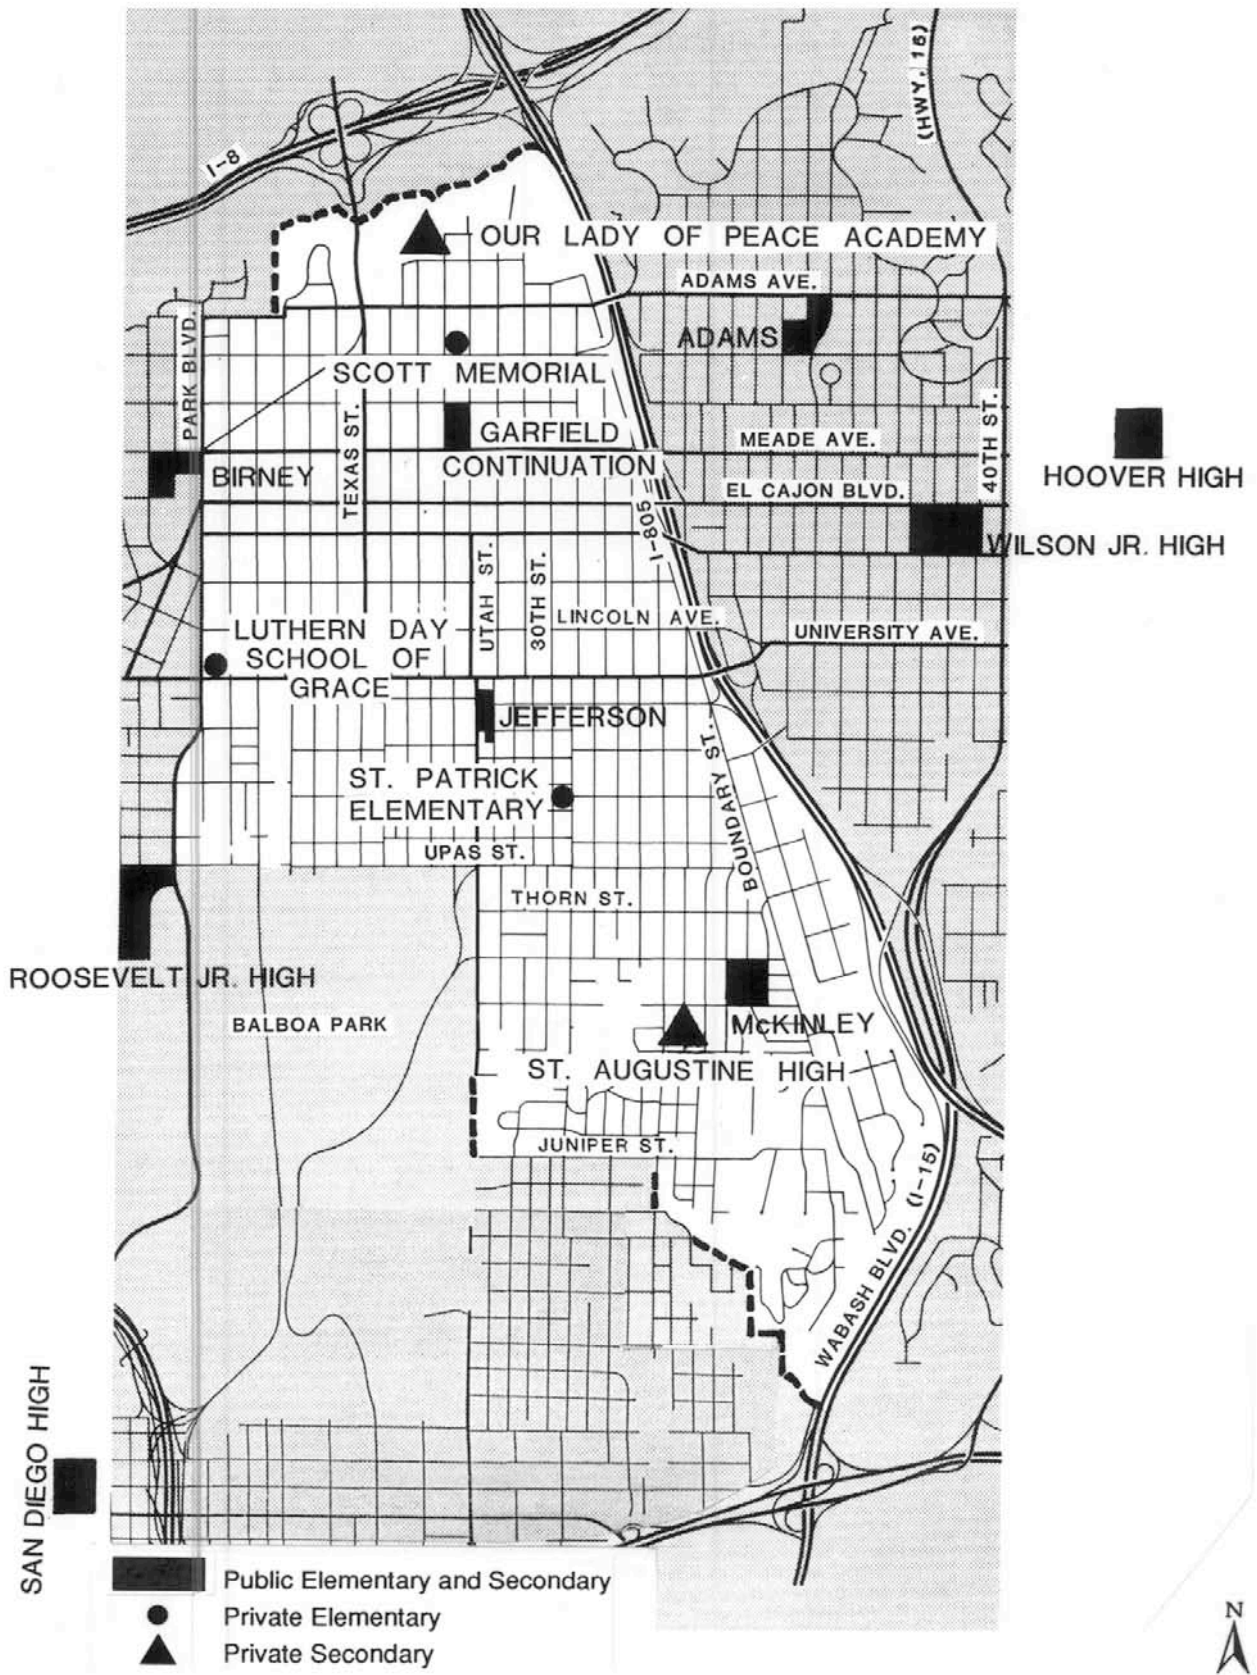 (HWY. 15)
I-8
OUR LADY OF PEACE ACADEMY
ADAMS AVE.
PARK BLVD.
ADAMS
SCOTT MEMORIAL
TEXAS ST.
GARFIELD
CONTINUATION
MEADE AVE.
40TH ST.
HOOVER HIGH
BIRNEY
EL CAJON BLVD.
I-805
WILSON JR. HIGH
UTAH ST.
30TH ST.
LINCOLN AVE.
UNIVERSITY AVE.
LUTHERN DAY
SCHOOL OF
GRACE
JEFFERSON
BOUNDARY ST.
ST. PATRICK
ELEMENTARY
UPAS ST.
THORN ST.
ROOSEVELT JR. HIGH
BALBOA PARK
McKINLEY
ST. AUGUSTINE HIGH
JUNIPER ST.
WABASH BLVD. (I-15)
SAN DIEGO HIGH
Public Elementary and Secondary
Private Elementary
Private Secondary
N